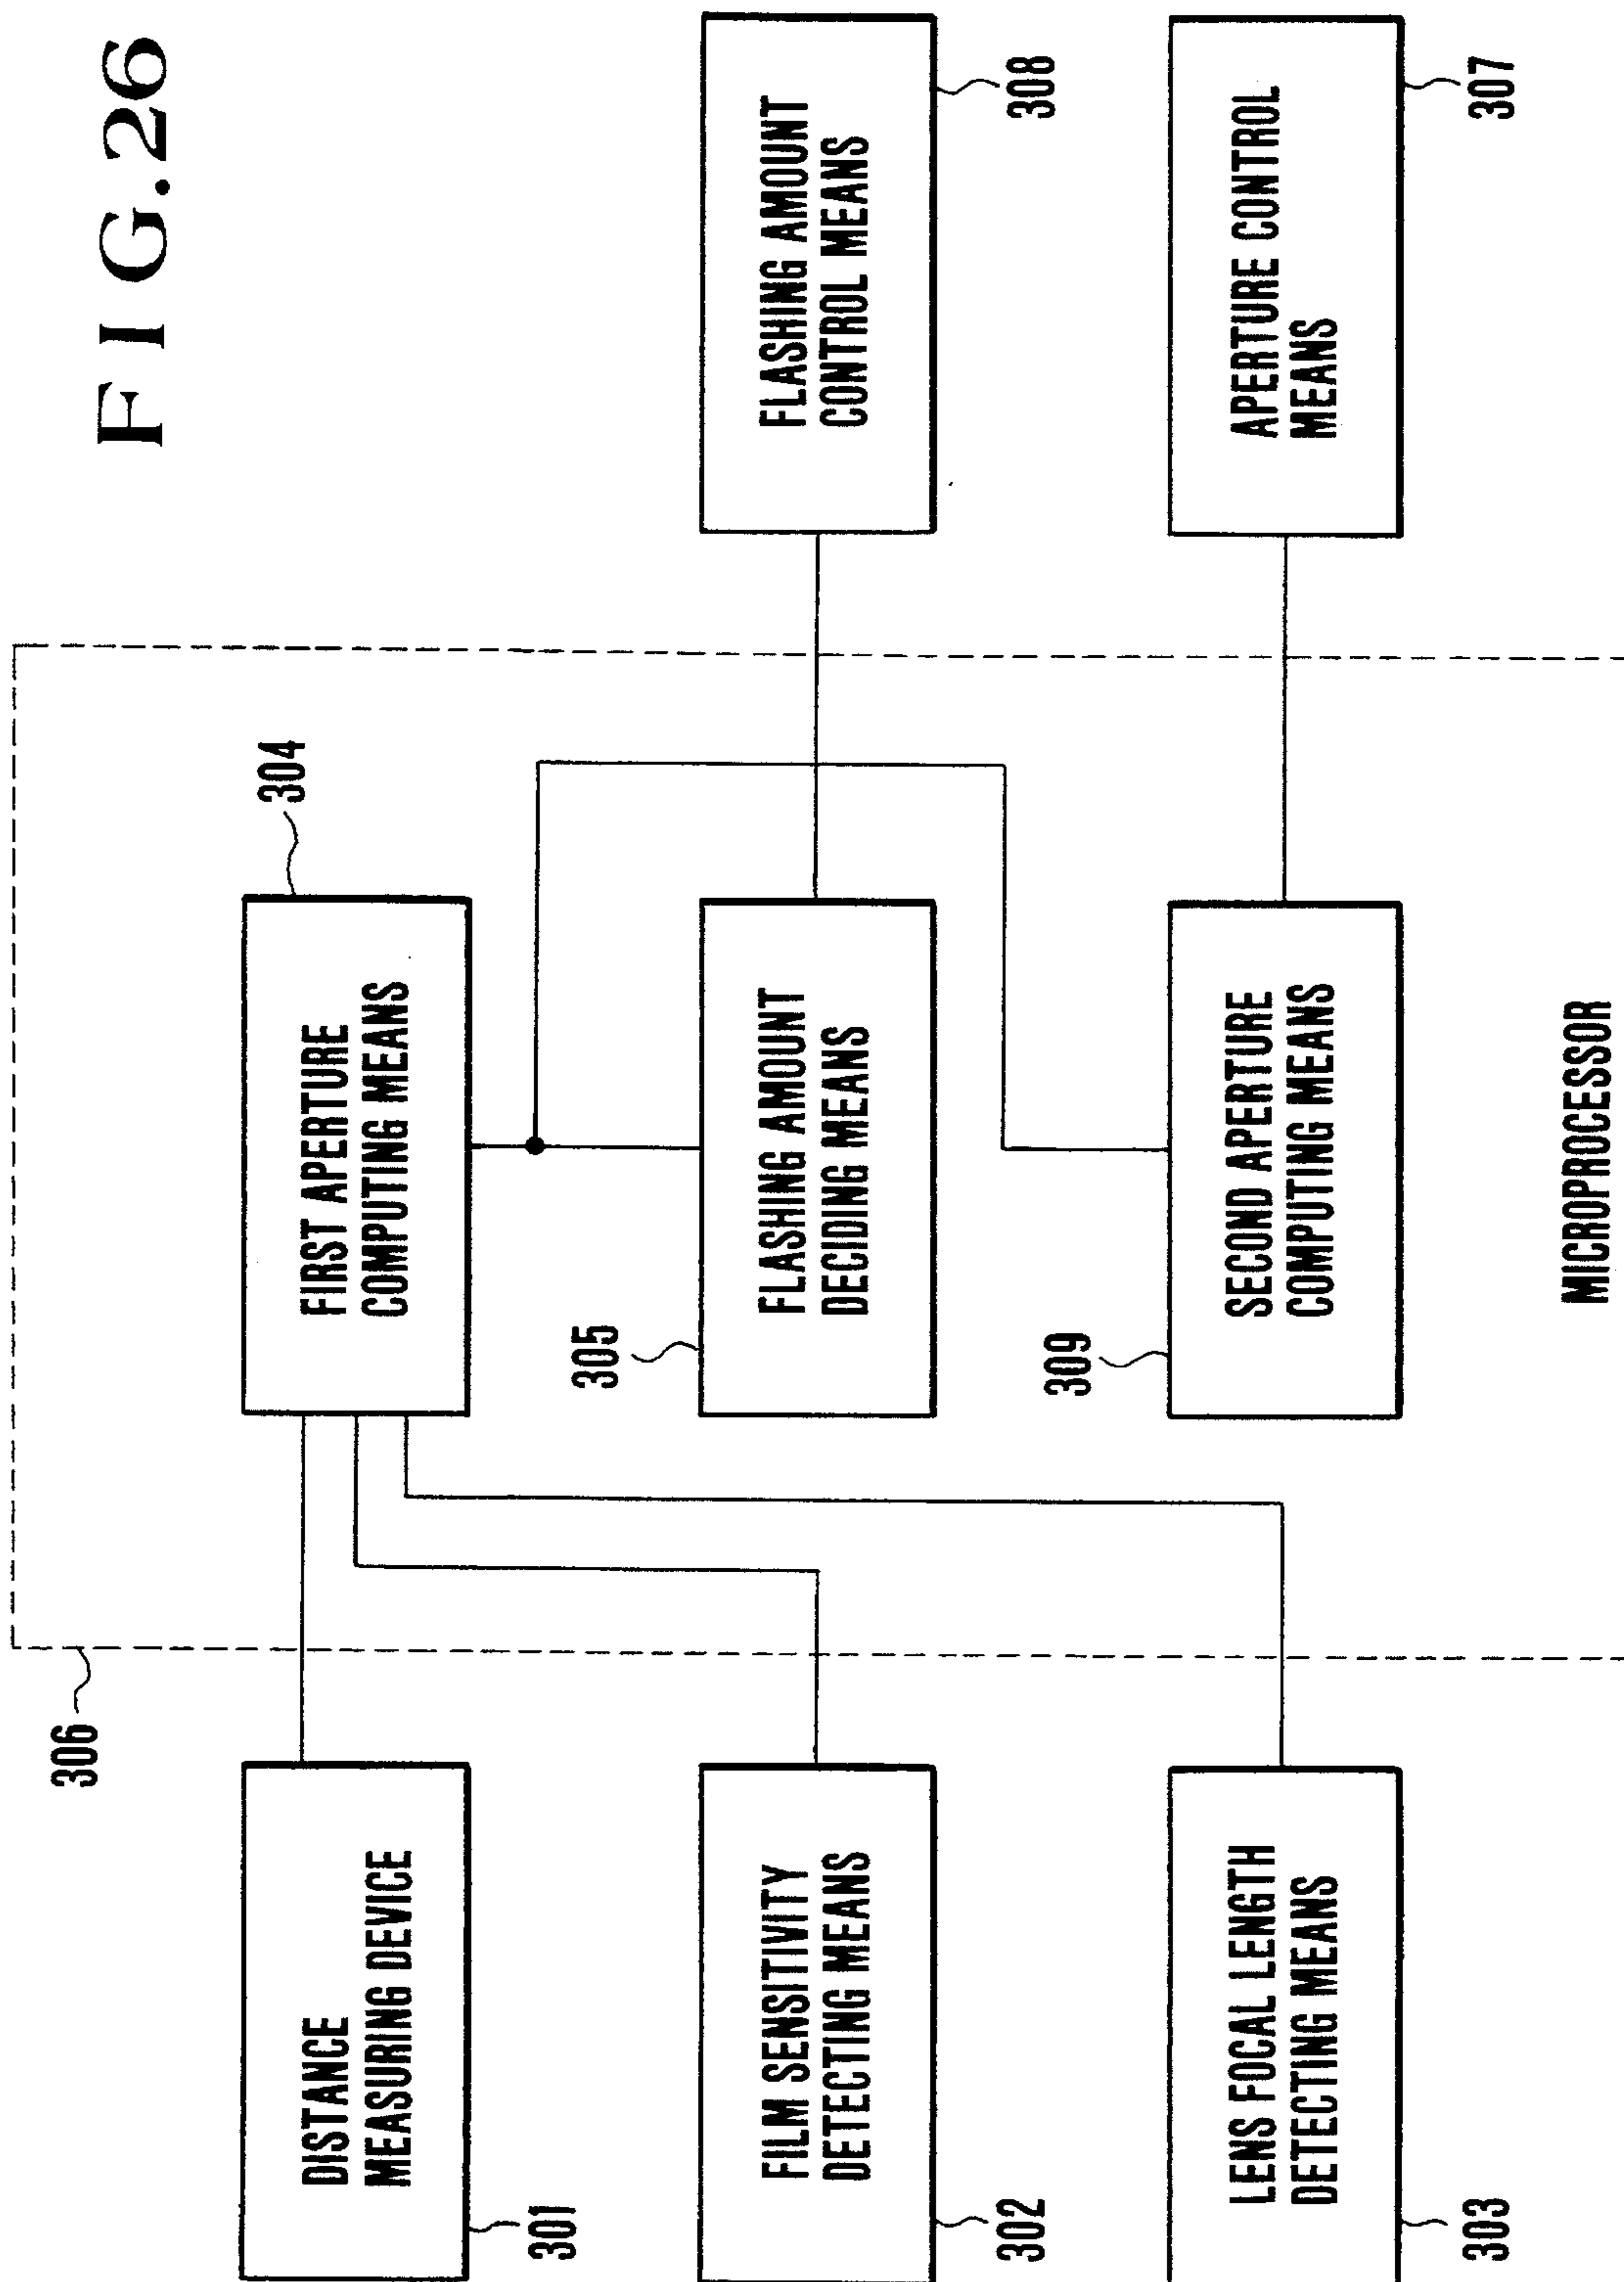 FIG.26
306
304
DISTANCE
MEASURING DEVICE
301
FIRST APERTURE
COMPUTING MEANS
FILM SENSITIVITY
DETECTING MEANS
302
305
FLASHING AMOUNT
DECIDING MEANS
FLASHING AMOUNT
CONTROL MEANS
308
LENS FOCAL LENGTH
DETECTING MEANS
303
309
SECOND APERTURE
COMPUTING MEANS
APERTURE CONTROL
MEANS
307
MICROPROCESSOR